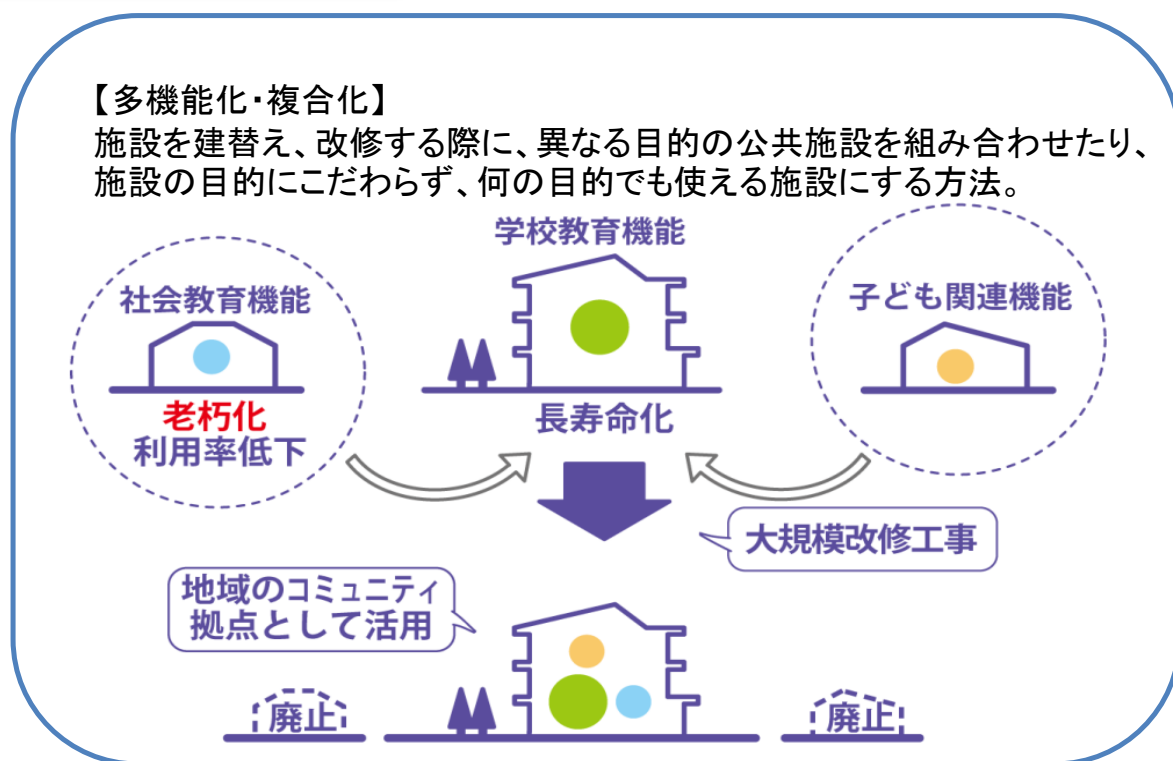 【多機能化・複合化】
施設を建替え、改修する際に、異なる目的の公共施設を組み合わせたり、
施設の目的にこだわらず、何の目的でも使える施設にする方法。
学校教育機能
社会教育機能
子ども関連機能
老朽化
利用率低下
長寿命化
大規模改修工事
地域のコミュニティ
拠点として活用
廃止
廃止